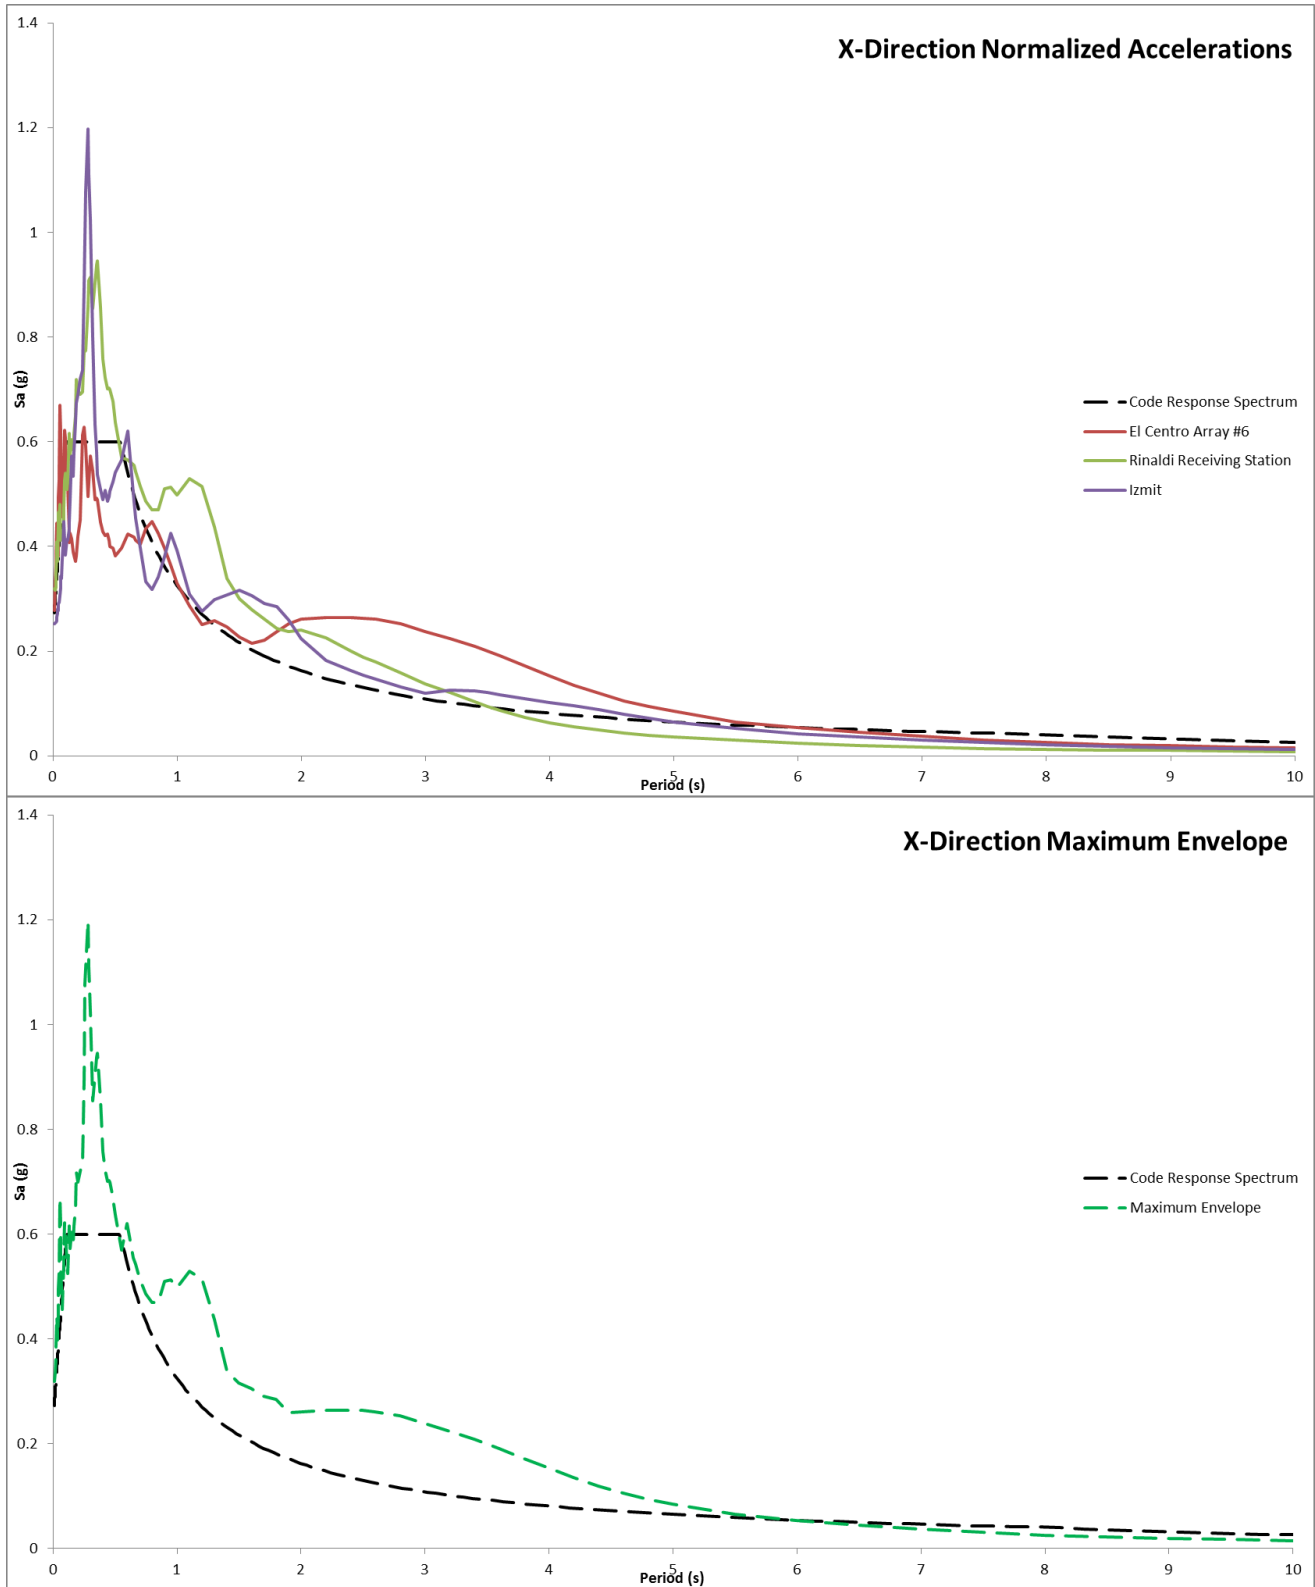 X-Direction Normalized Accelerations
1.4
1.2
1
0.8
0.6
0.4
0.2
0
Sa (g)
Code Response Spectrum
El Centro Array #6
Rinaldi Receiving Station
Izmit
0 1 2 3 4 5 6 7 8 9 10
Period (s)
X-Direction Maximum Envelope
1.4
1.2
1
0.8
0.6
0.4
0.2
0
Sa (g)
Code Response Spectrum
Maximum Envelope
0 1 2 3 4 5 6 7 8 9 10
Period (s)